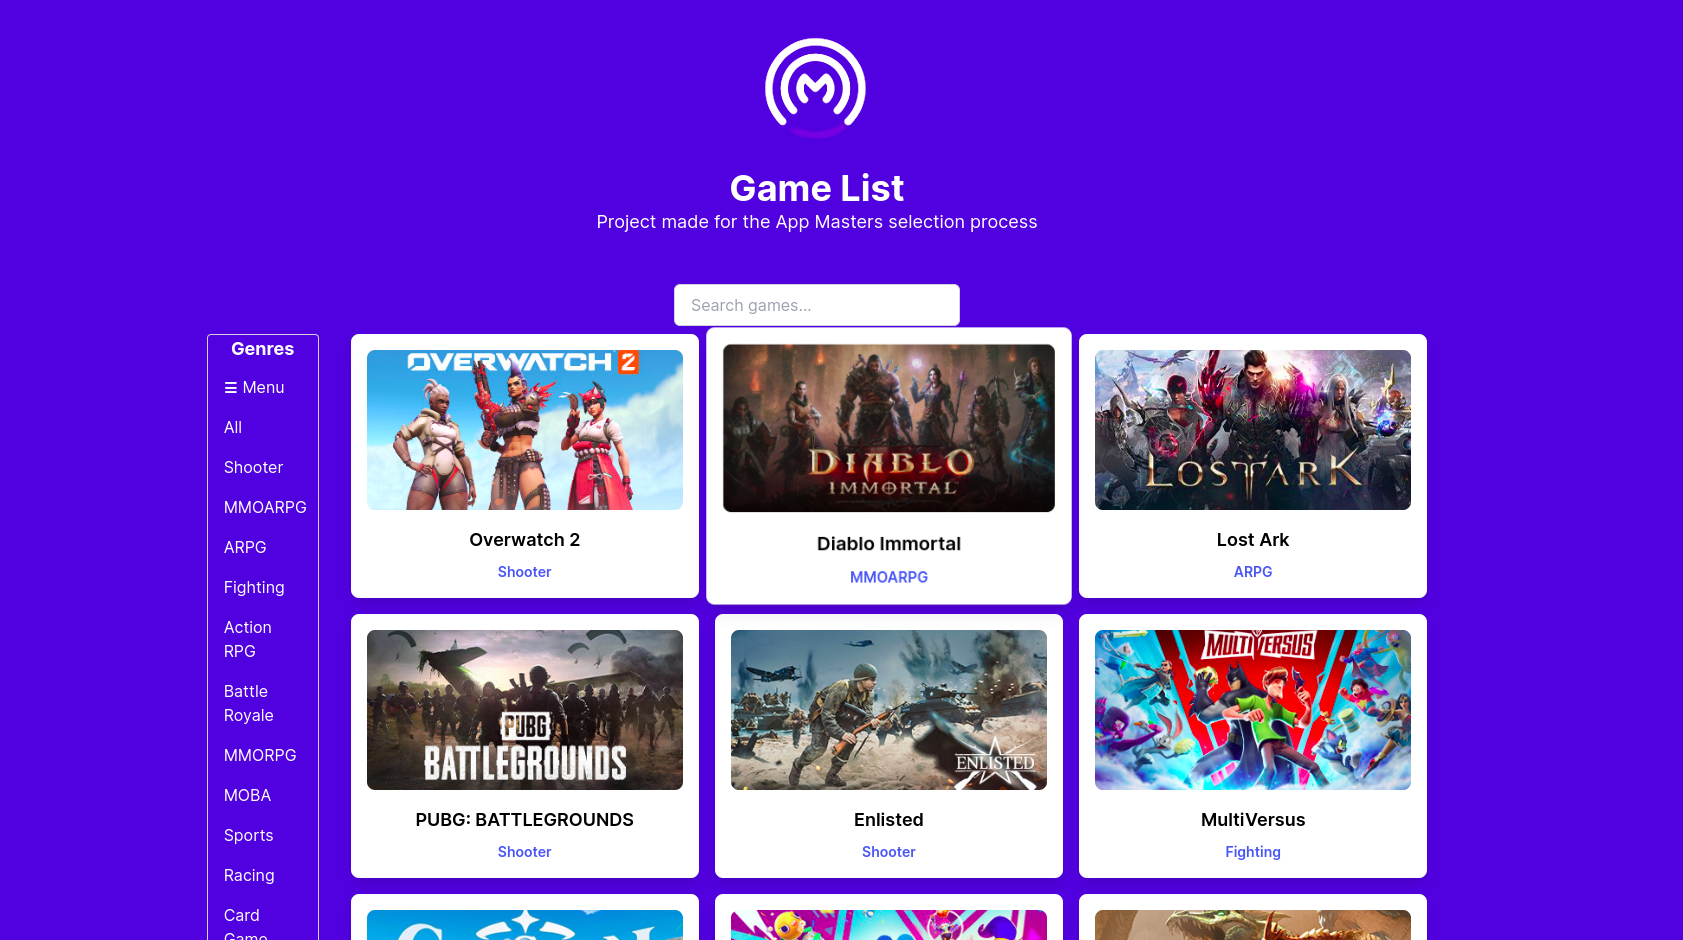 Game List
Project made for the App Masters selection process
Search games...
Genres
☰ Menu
All
Shooter
MMOARPG
ARPG
Fighting
Action
RPG
Battle
Royale
MMORPG
MOBA
Sports
Racing
Card
Game
OVERWATCH 2
Overwatch 2
Shooter
DIABLO
IMMORTAL
Diablo Immortal
MMOARPG
LOST ARK
Lost Ark
ARPG
PUBG
BATTLEGROUNDS
PUBG: BATTLEGROUNDS
Shooter
ENLISTED
Enlisted
Shooter
MULTIVERSUS
MultiVersus
Fighting